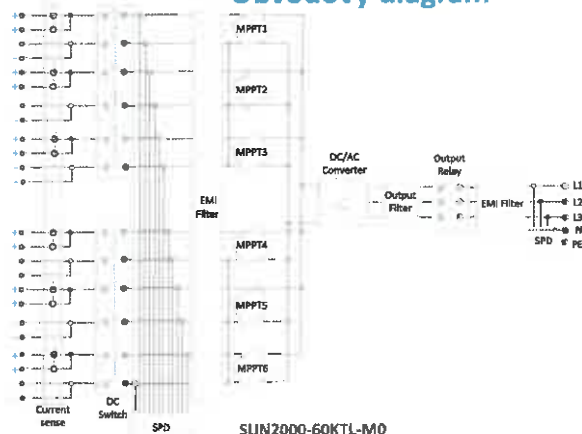 Obvodový diagram
MPPT1
MPPT2
MPPT3
EMI Filter
DC/AC Converter
Output Filter
Output Relay
EMI Filter
L1
L2
L3
N
PE
SPD
MPPT4
MPPT5
MPPT6
Current sense
DC Switch
SPD
SUN2000-60KTL-M0